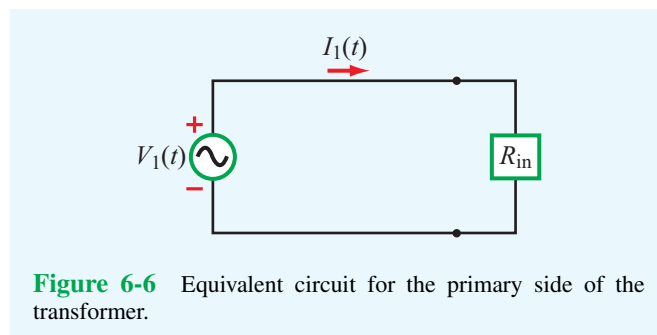 I₁(t)
+
V₁(t)
−
Rᵢₙ
Figure 6-6 Equivalent circuit for the primary side of the
transformer.